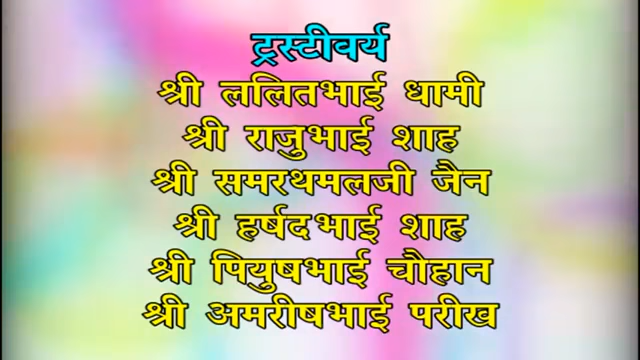 ट्रस्टीवर्य
श्री ललितभाई धामी
श्री राजुभाई शाह
श्री समरथमलजी जैन
श्री हर्षदभाई शाह
श्री पियुषभाई चौहान
श्री अमरीषभाई परीख